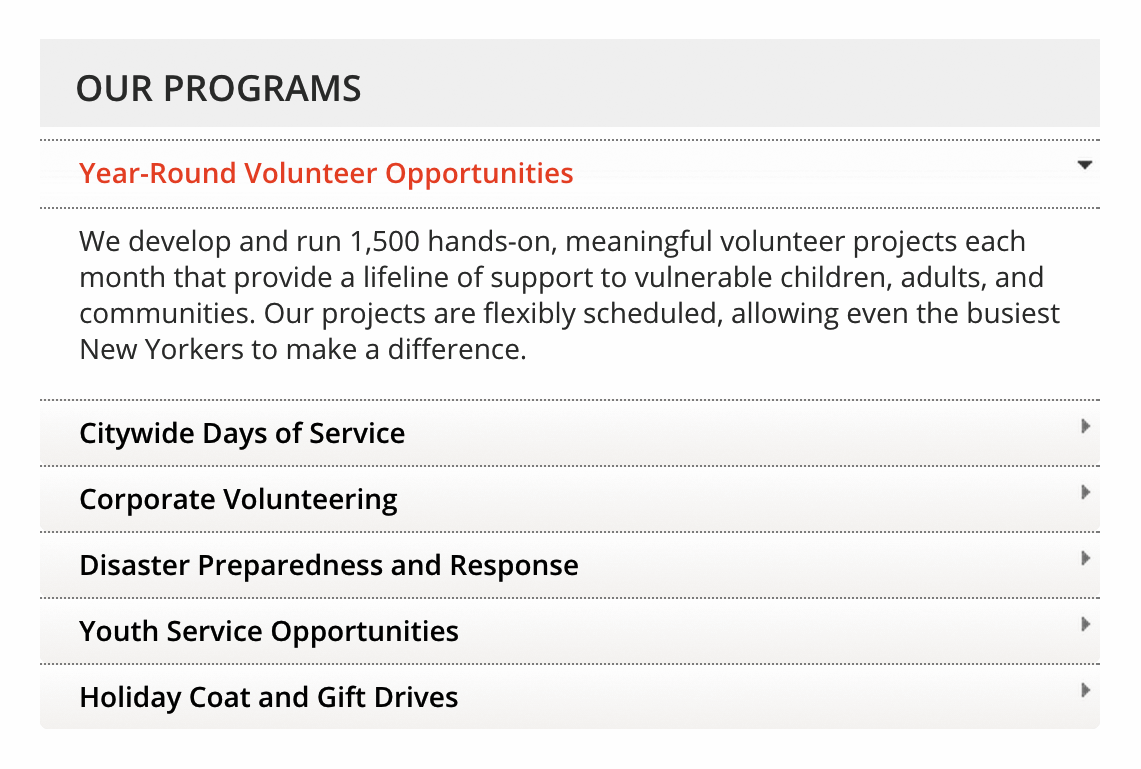 OUR PROGRAMS
Year-Round Volunteer Opportunities
We develop and run 1,500 hands-on, meaningful volunteer projects each
month that provide a lifeline of support to vulnerable children, adults, and
communities. Our projects are flexibly scheduled, allowing even the busiest
New Yorkers to make a difference.
Citywide Days of Service
Corporate Volunteering
Disaster Preparedness and Response
Youth Service Opportunities
Holiday Coat and Gift Drives